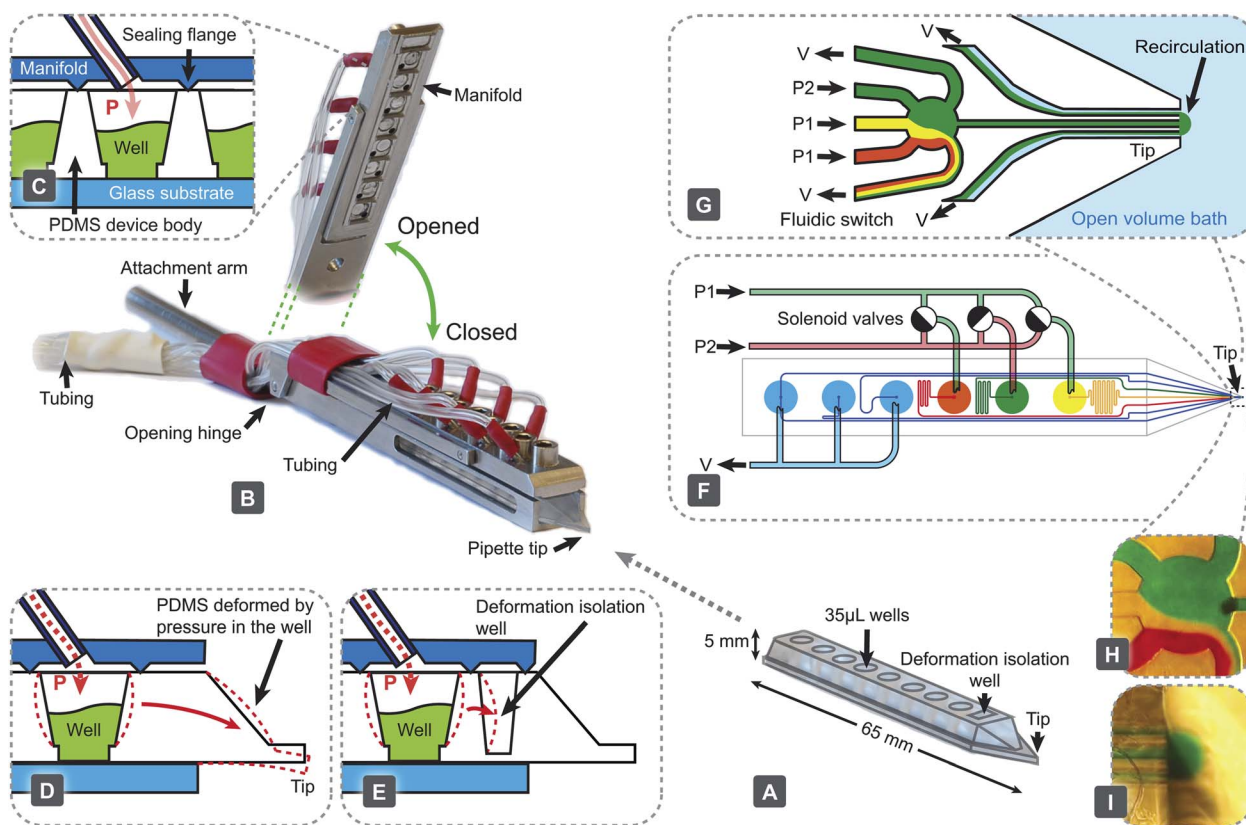 Sealing flange
Manifold
P
Well
Glass substrate
C
PDMS device body
Manifold
Opened
Closed
Attachment arm
Tubing
Opening hinge
Tubing
B
Pipette tip
V
P2
P1
P1
V
V
V
Recirculation
Tip
Fluidic switch
Open volume bath
G
P1
P2
Solenoid valves
Tip
V
F
PDMS deformed by
pressure in the well
P
Well
Tip
D
Deformation isolation
well
P
Well
E
35µL wells
5 mm
Deformation isolation
well
Tip
65 mm
A
H
I